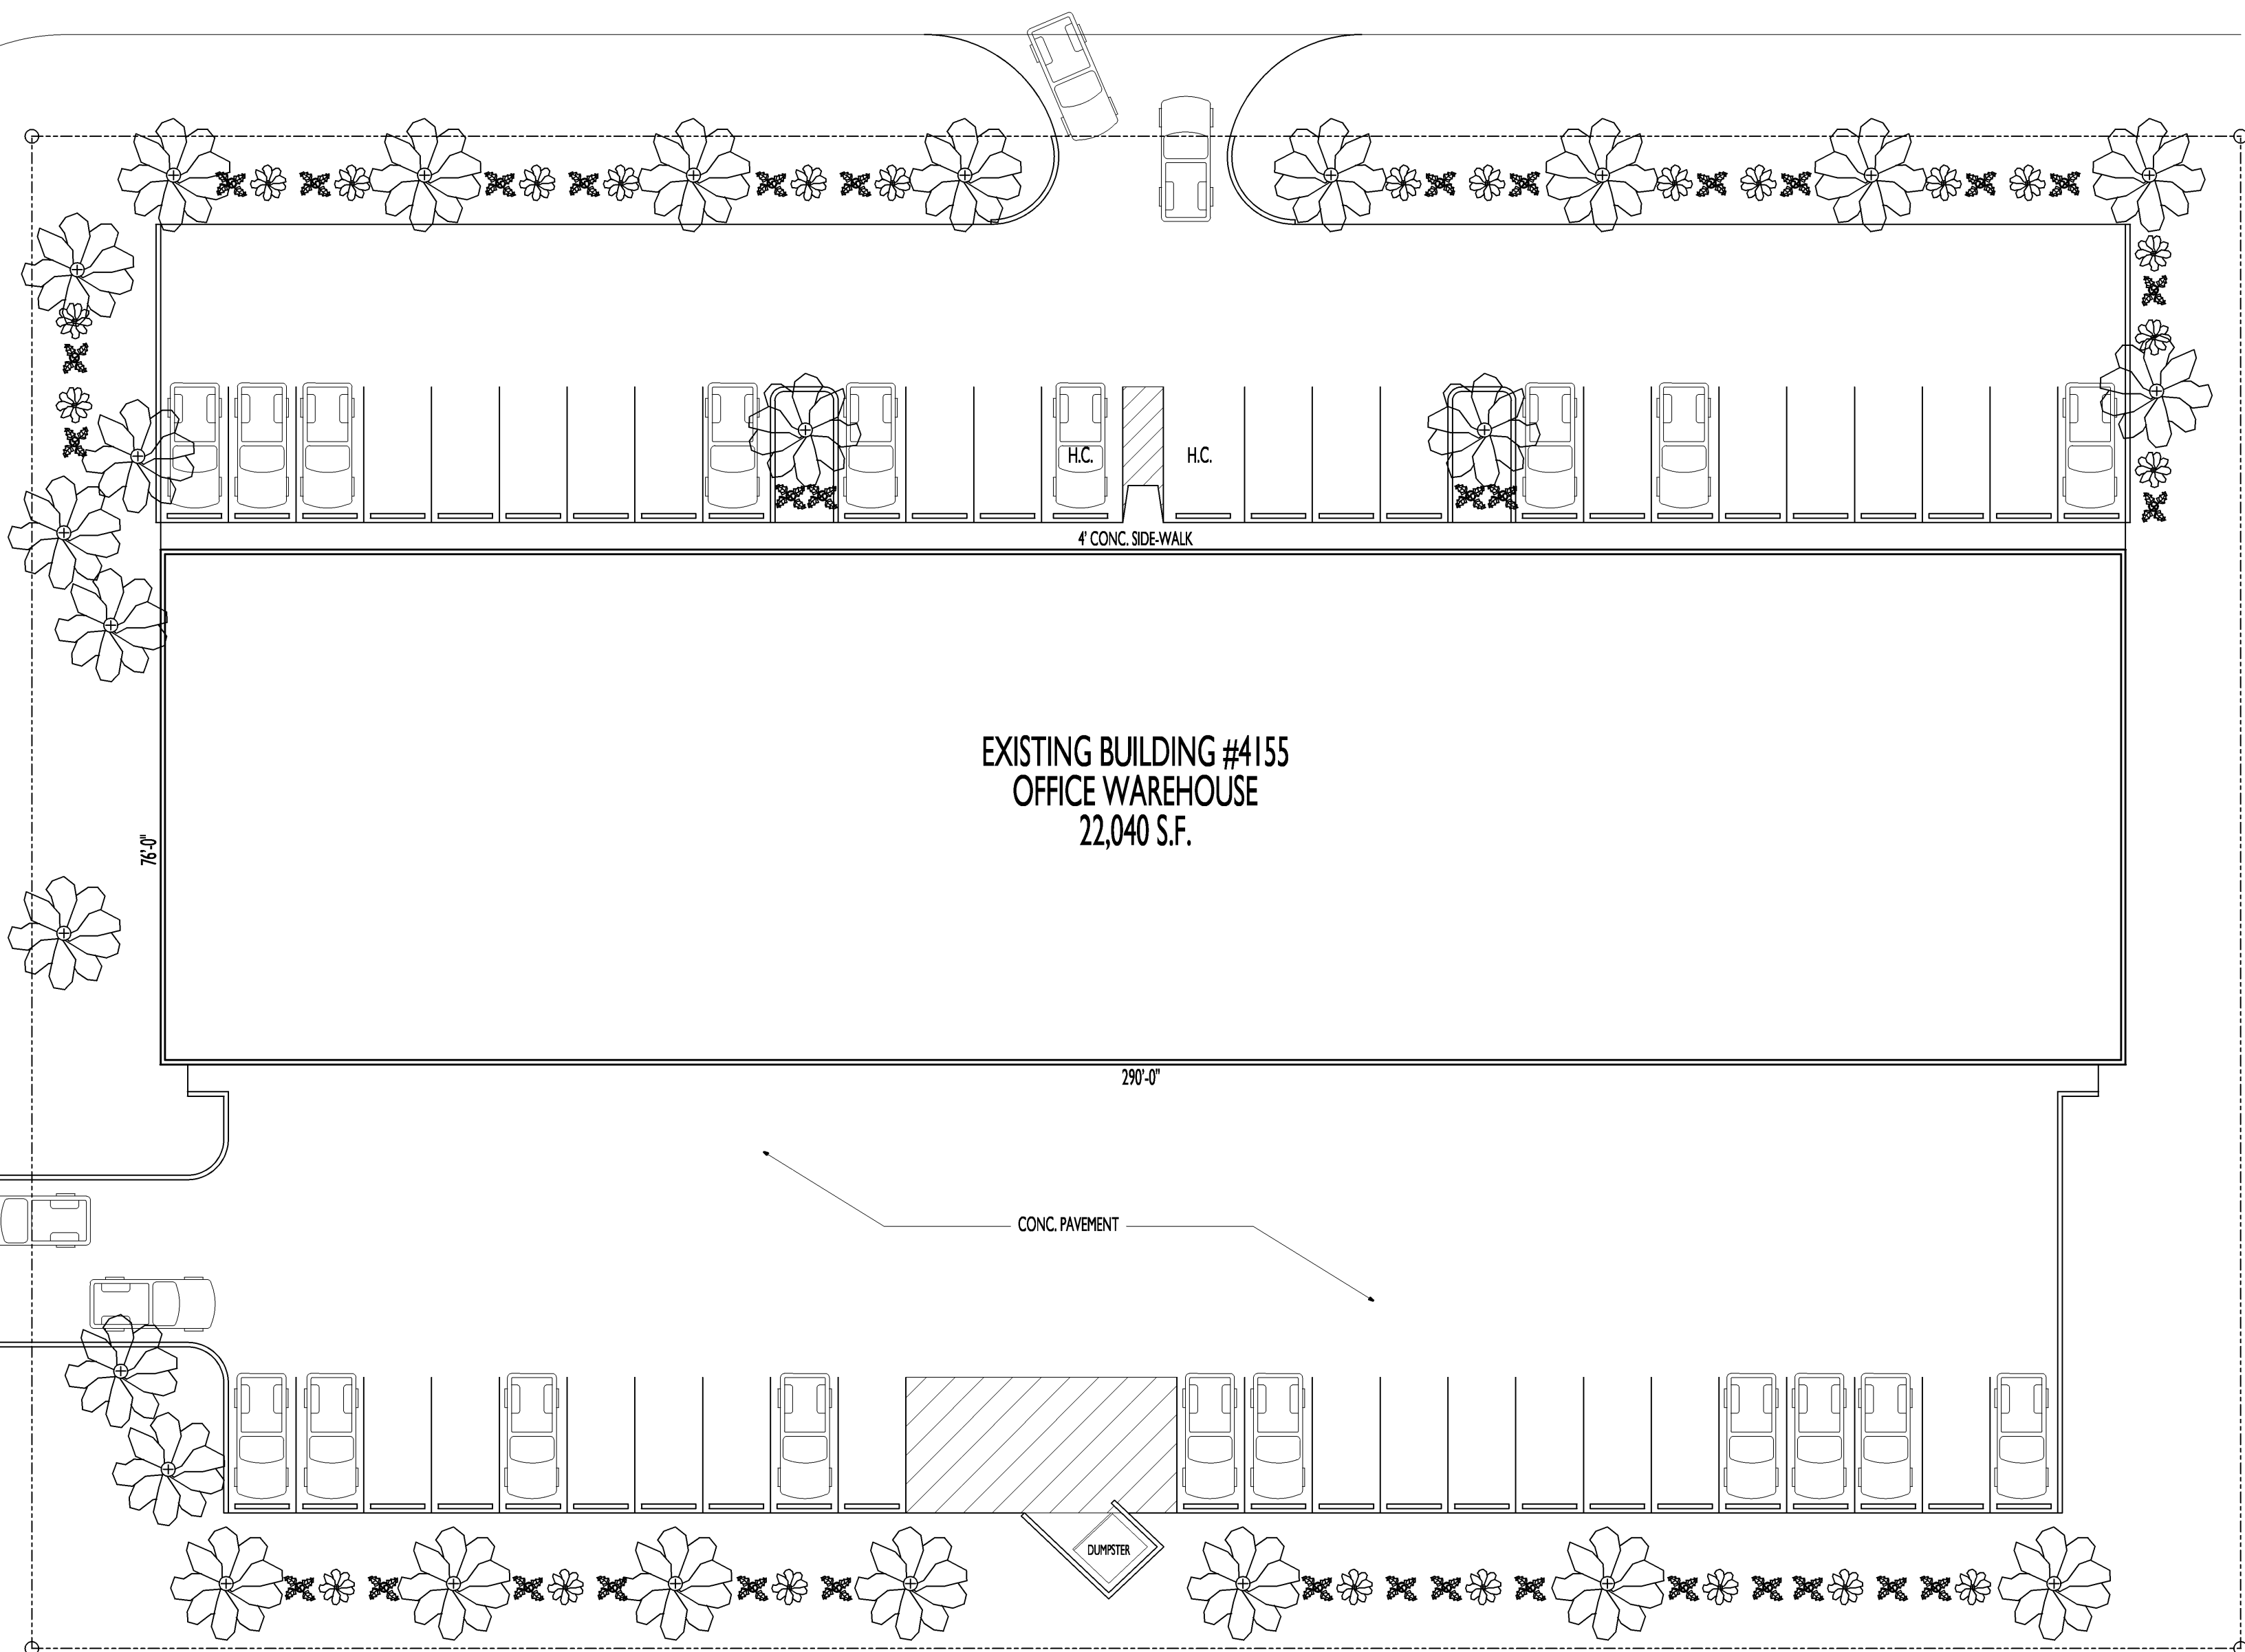 H.C.
H.C.
4' CONC. SIDE-WALK
EXISTING BUILDING #4155
OFFICE WAREHOUSE
22,040 S.F.
76'-0"
290'-0"
CONC. PAVEMENT
DUMPSTER